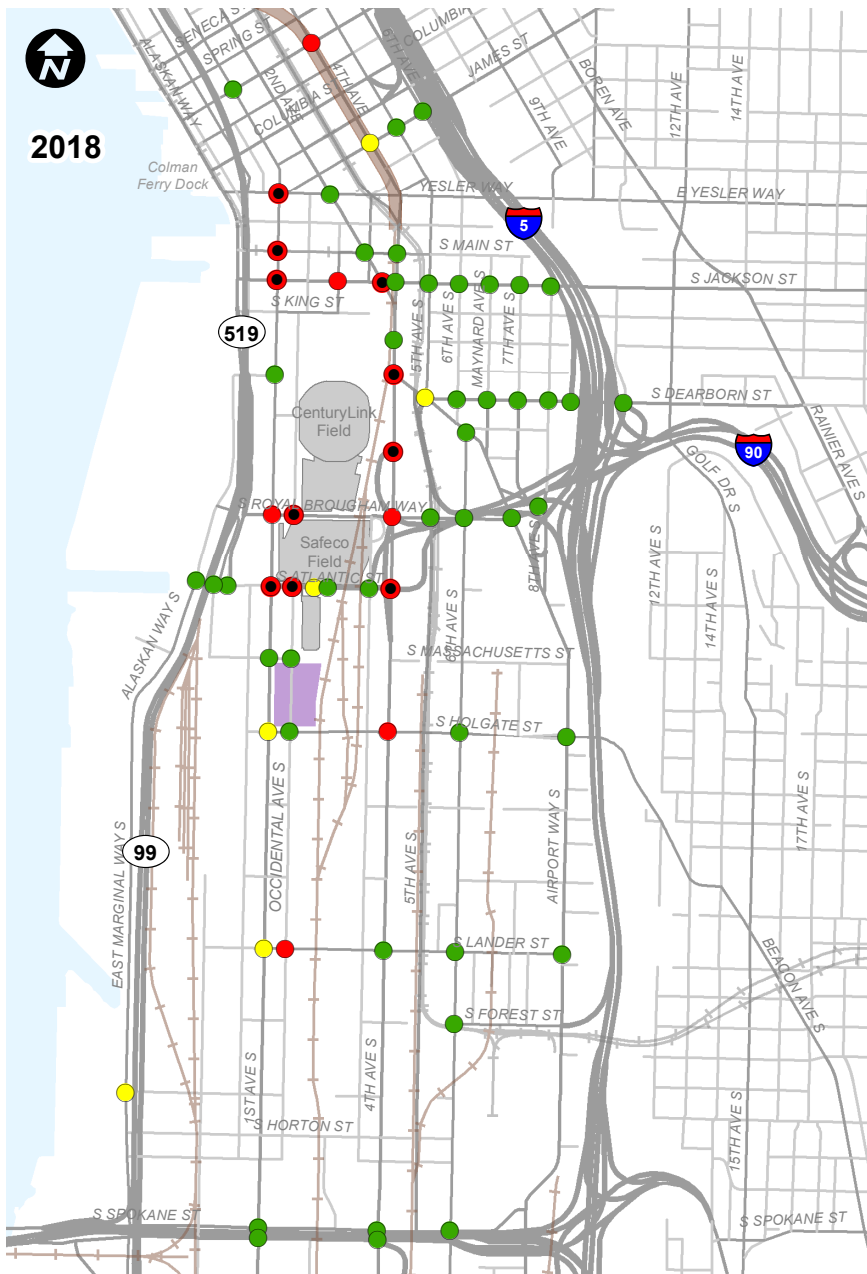 N
2018
SENECA ST
SPRING ST
COLUMBIA
COLUMBIA ST
ALASKAN WAY
2ND AVE
4TH AVE
6TH AVE
JAMES ST
BOREN AVE
9TH AVE
12TH AVE
14TH AVE
Colman
Ferry Dock
YESLER WAY
E YESLER WAY
5
S MAIN ST
S JACKSON ST
S KING ST
519
5TH AVE S
6TH AVE S
MAYNARD AVE S
7TH AVE S
CenturyLink
Field
S DEARBORN ST
RAINIER AVE S
90
GOLF DR S
S ROYAL BROUGHAM WAY
Safeco
Field
S ATLANTIC ST
8TH AVE S
12TH AVE S
14TH AVE S
ALASKAN WAY S
6TH AVE S
S MASSACHUSETTS ST
S HOLGATE ST
OCCIDENTAL AVE S
AIRPORT WAY S
17TH AVE S
99
EAST MARGINAL WAY S
5TH AVE S
S LANDER ST
BEACON AVE S
S FOREST ST
1ST AVE S
4TH AVE S
S HORTON ST
15TH AVE S
S SPOKANE ST
S SPOKANE ST